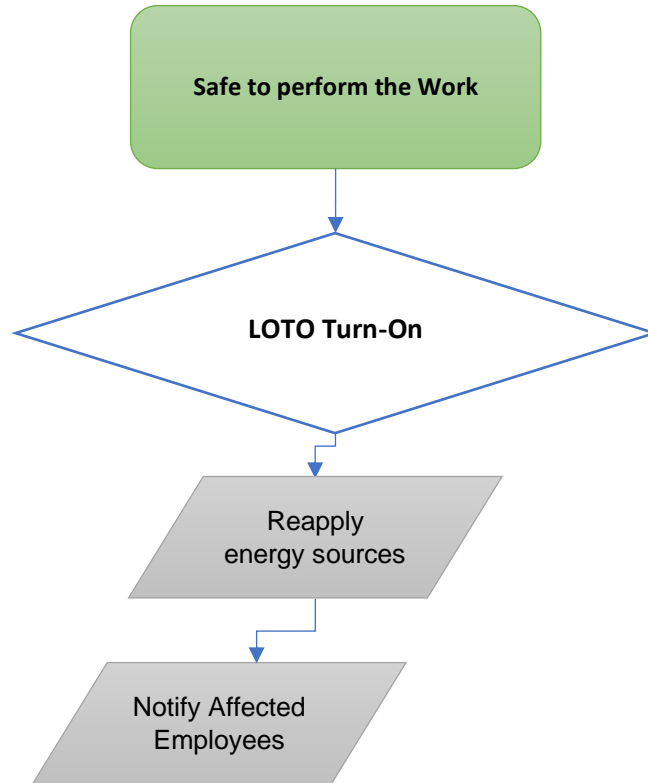 Safe to perform the Work
LOTO Turn-On
Reapply
energy sources
Notify Affected
Employees